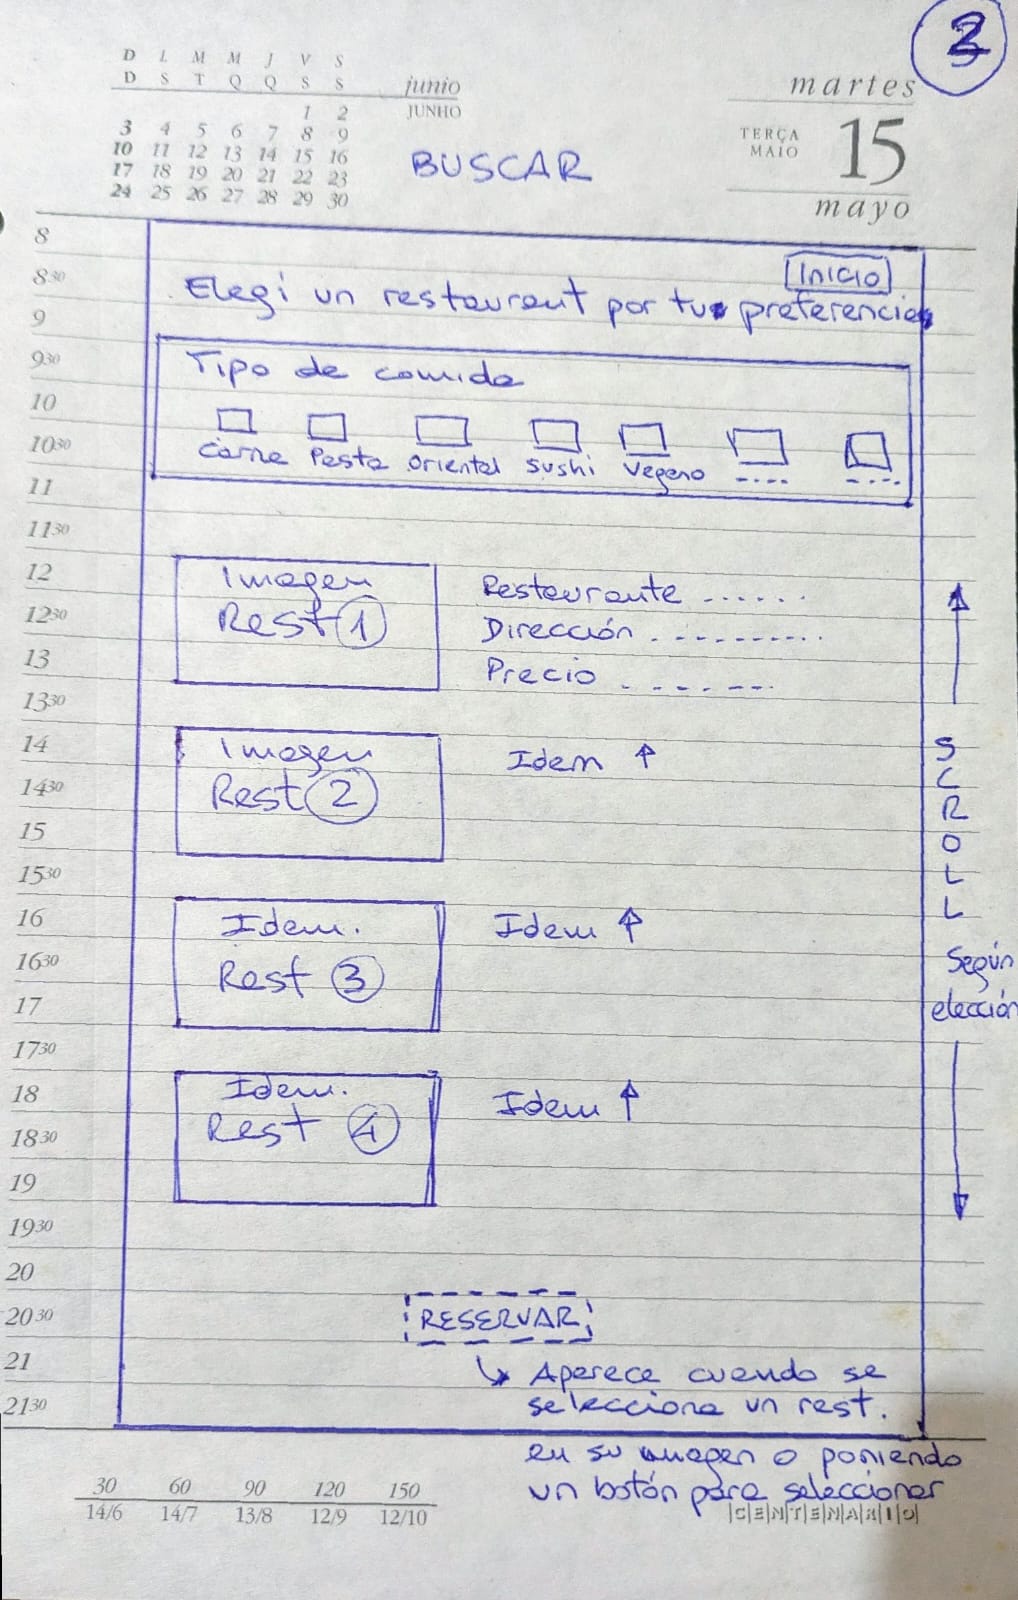 3
D L M M J V S
D S T Q Q S S
1 2
3 4 5 6 7 8 9
10 11 12 13 14 15 16
17 18 19 20 21 22 23
24 25 26 27 28 29 30
junio
JUNHO
BUSCAR
martes
TERÇA
MAIO
15
mayo
8
8 30
9
9 30
10
10 30
11
11 30
12
12 30
13
13 30
14
14 30
15
15 30
16
16 30
17
17 30
18
18 30
19
19 30
20
20 30
21
21 30
Inicio
Elegí un restaurant por tu preferencia
Tipo de comida
Carne Pasta Oriental Sushi Vegano ---- ----
Imagen
Rest 1
Restaurante ......
Dirección ..........
Precio .......
Imagen
Rest 2
Idem ↑
Idem.
Rest 3
Idem ↑
Idem.
Rest 4
Idem ↑
SCROLL
Según
elección
RESERVAR
↳ Aparece cuando se
selecciona un rest.
en su imagen o poniendo
un botón para seleccionar
30 60 90 120 150
14/6 14/7 13/8 12/9 12/10
|C|E|N|T|E|N|A|R|I|O|